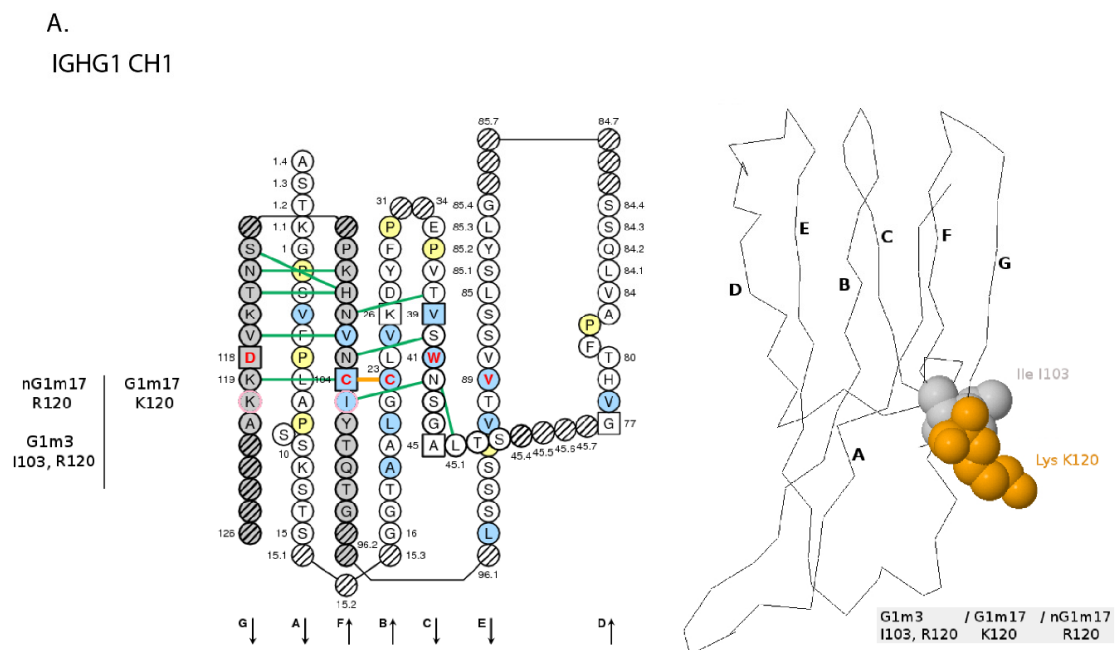 A.
IGHG1 CH1
85.7 84.7
1.4 A
1.3 S
1.2 T 31 34 85.4 G S 84.4
1.1 K P E 85.3 L S 84.3
S 1 G P F P 85.2 Y Q 84.2
N P K Y V 85.1 S L 84.1
T S H D T 85 L V 84
K V N 26 K 39 V S A
P
V F V V S S F
118 D P N L 41 W V T 80
119 K L 104 C 23 C N 89 V H
K A I G S T V
A P Y L G V G 77
S 10 S T A 45 A L T S S
45.1 45.4 45.5 45.6 45.7
K Q A S
S T T S
T G G S
126 15 S G 16 L
15.1 96.2 15.3 96.1
15.2
G A F B C E D
nG1m17 G1m17
R120 K120
G1m3
I103, R120
E
C
F
B
G
D
A
Ile I103
Lys K120
G1m3 / G1m17 / nG1m17
I103, R120 K120 R120